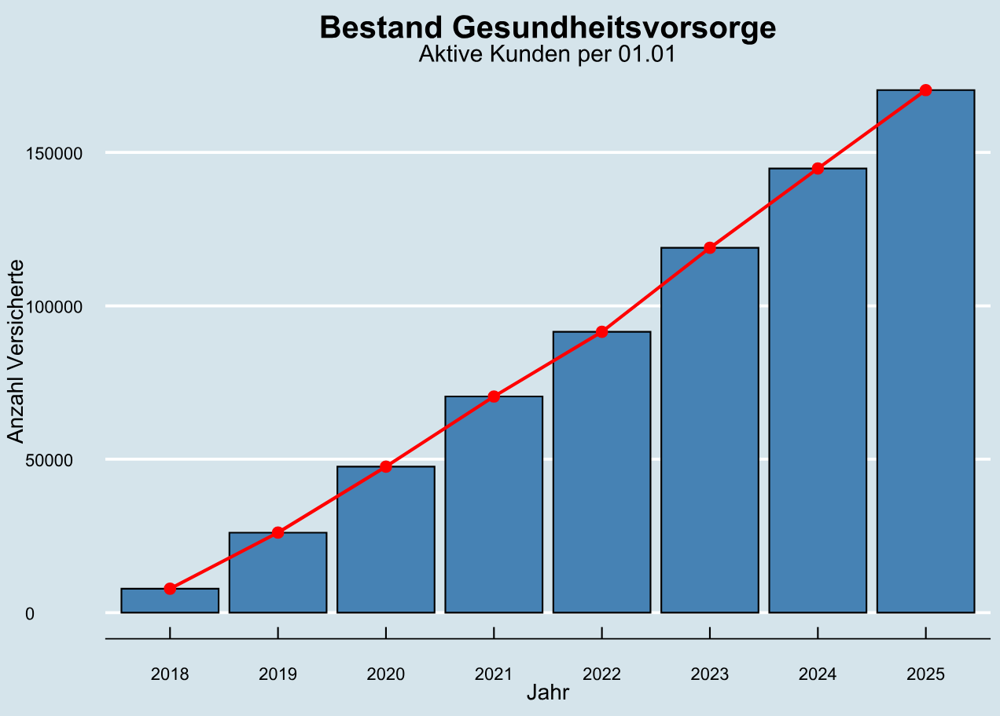 Bestand Gesundheitsvorsorge
Aktive Kunden per 01.01
Anzahl Versicherte
150000
100000
50000
0
2018 2019 2020 2021 2022 2023 2024 2025
Jahr